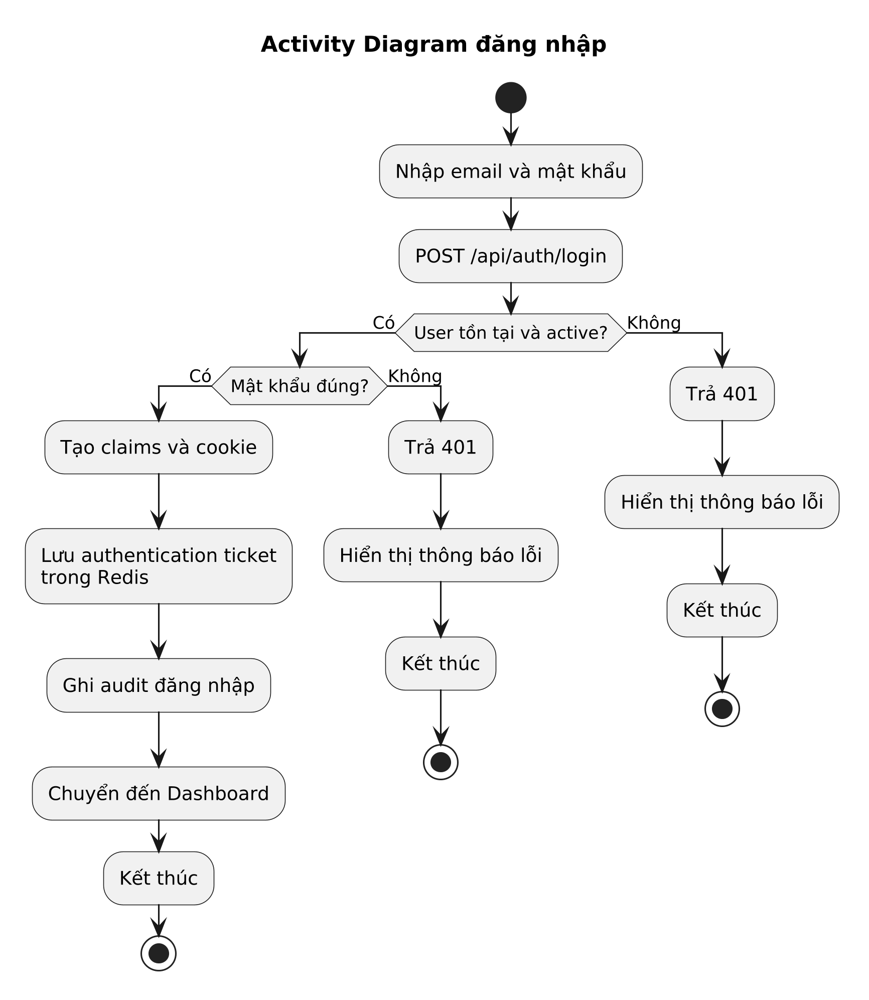 Activity Diagram đăng nhập
Nhập email và mật khẩu
POST /api/auth/login
User tồn tại và active?
Có
Không
Mật khẩu đúng?
Có
Không
Tạo claims và cookie
Lưu authentication ticket
trong Redis
Ghi audit đăng nhập
Chuyển đến Dashboard
Kết thúc
Trả 401
Hiển thị thông báo lỗi
Kết thúc
Trả 401
Hiển thị thông báo lỗi
Kết thúc